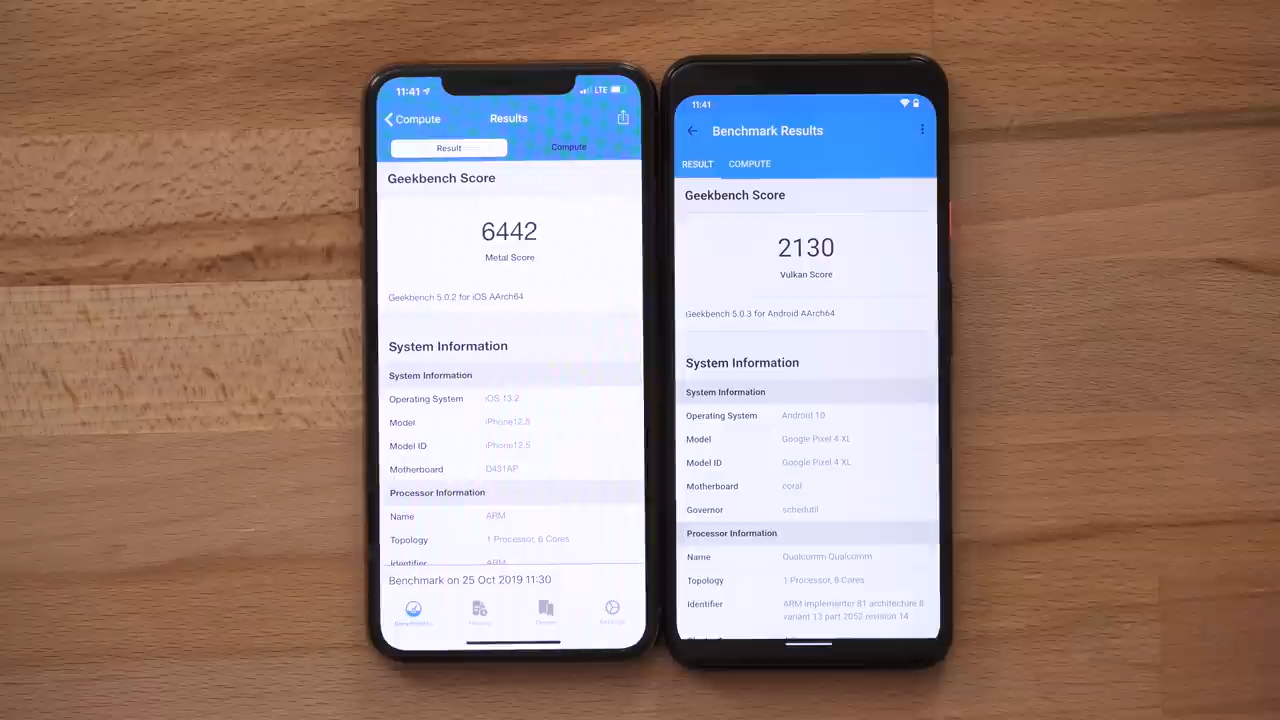 11:41
LTE
Compute
Results
Result
Compute
Geekbench Score
6442
Metal Score
Geekbench 5.0.2 for iOS AArch64
System Information
System Information
Operating System iOS 13.2
Model iPhone12,5
Model ID iPhone12,5
Motherboard D431AP
Processor Information
Name ARM
Topology 1 Processor, 6 Cores
Identifier ARM
Benchmark on 25 Oct 2019 11:30
11:41
Benchmark Results
RESULT
COMPUTE
Geekbench Score
2130
Vulkan Score
Geekbench 5.0.3 for Android AArch64
System Information
System Information
Operating System Android 10
Model Google Pixel 4 XL
Model ID Google Pixel 4 XL
Motherboard coral
Governor schedutil
Processor Information
Name Qualcomm Qualcomm
Topology 1 Processor, 8 Cores
Identifier ARM implementer 81 architecture 8
variant 13 part 2052 revision 14